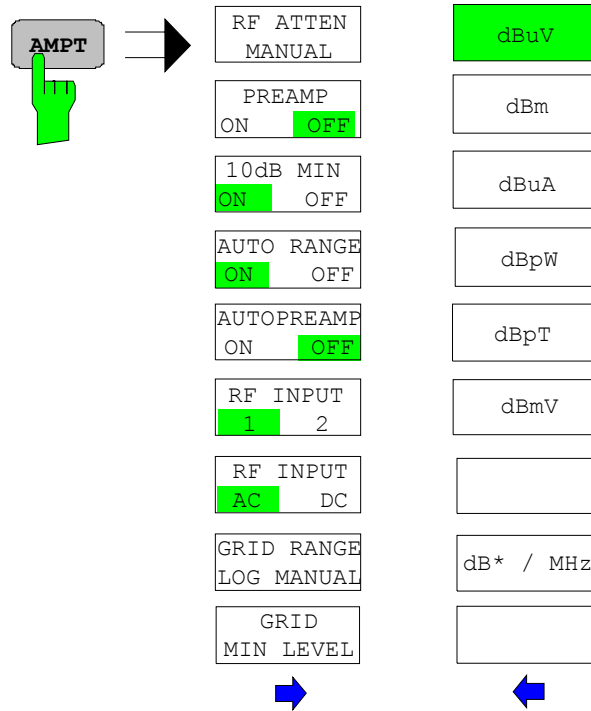 AMPT
RF ATTEN
MANUAL
PREAMP
ON OFF
10dB MIN
ON OFF
AUTO RANGE
ON OFF
AUTOPREAMP
ON OFF
RF INPUT
1 2
RF INPUT
AC DC
GRID RANGE
LOG MANUAL
GRID
MIN LEVEL
dBuV
dBm
dBuA
dBpW
dBpT
dBmV
dB* / MHz